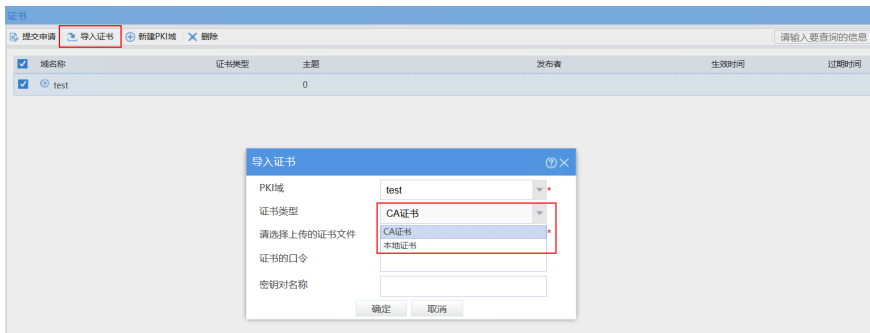 证书
提交申请 导入证书 新建PKI域 删除 请输入要查询的信息
域名称 证书类型 主题 发布者 生效时间 过期时间
test 0
导入证书
PKI域 test *
证书类型 CA证书
请选择上传的证书文件 CA证书 *
本地证书
证书的口令
密钥对名称
确定 取消